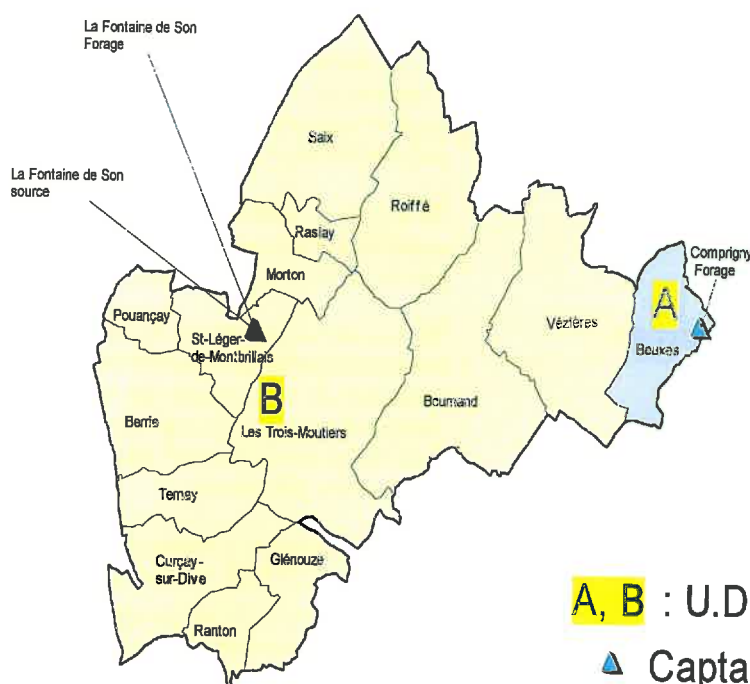 La Fontaine de Son
Forage
La Fontaine de Son
source
Saix
Roiffé
Raslay
Morton
Comprigny
Forage
Pouançay
A
St-Léger-
de-Montbrillais
Vézières
Beuxes
B
Bournand
Berrie
Les Trois-Moutiers
Ternay
Curçay-
sur-Dive
Glénouze
Ranton
A, B : U.D
Capta